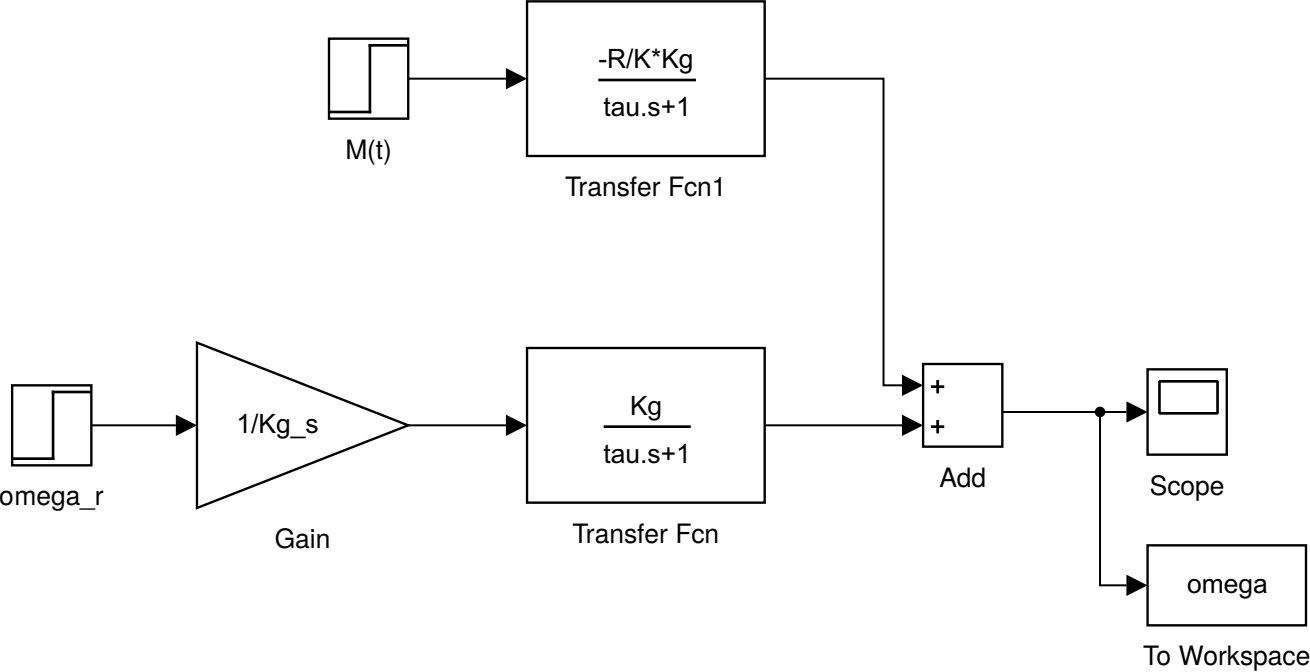 -R/K*Kg
tau.s+1
M(t)
Transfer Fcn1
1/Kg_s
Kg
tau.s+1
+
+
omega_r
Gain
Transfer Fcn
Add
Scope
omega
To Workspace